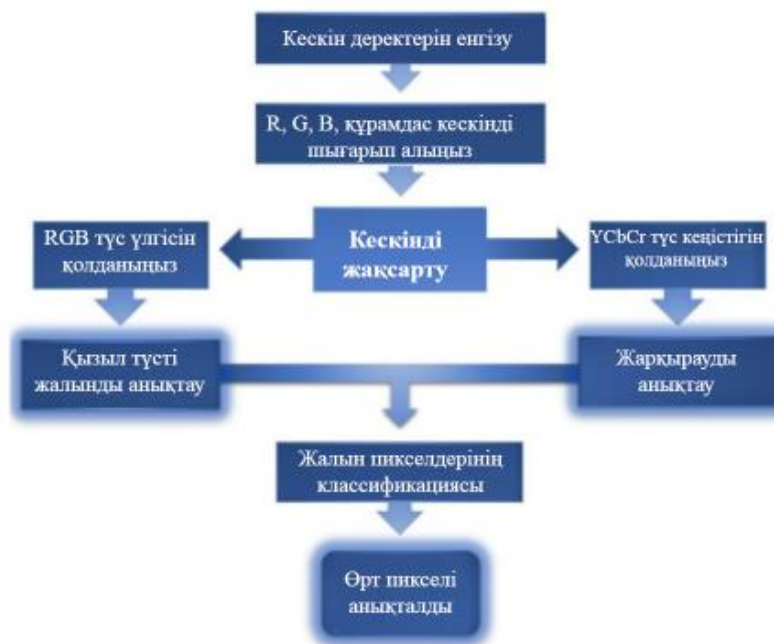 Кескін деректерін енгізу
R, G, B, құрамдас кескінді
шығарып алыңыз
RGB түс үлгісін
қолданыңыз
Кескінді
жақсарту
YCbCr түс кеңістігін
қолданыңыз
Қызыл түсті
жалынды анықтау
Жарқырауды
анықтау
Жалын пикселдерінің
классификациясы
Өрт пикселі
анықталды